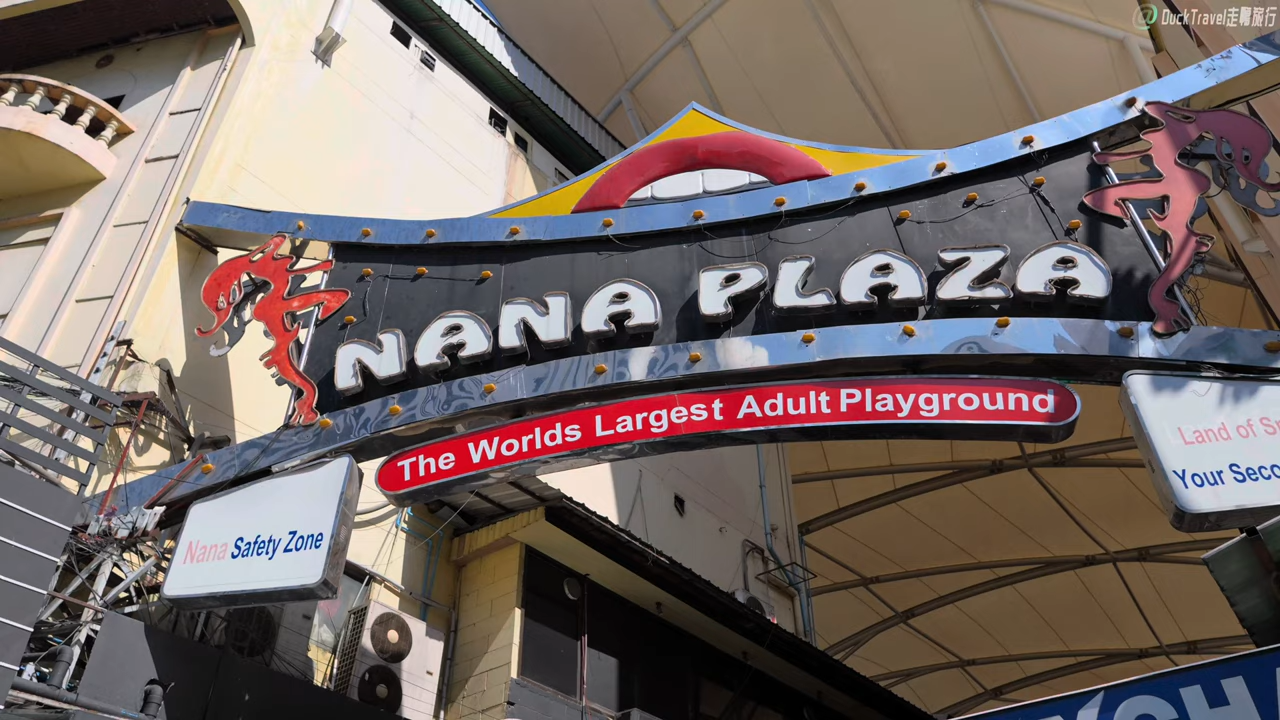 @DuckTravel走鴨旅行
NANA PLAZA
The Worlds Largest Adult Playground
Nana Safety Zone
Land of
Your